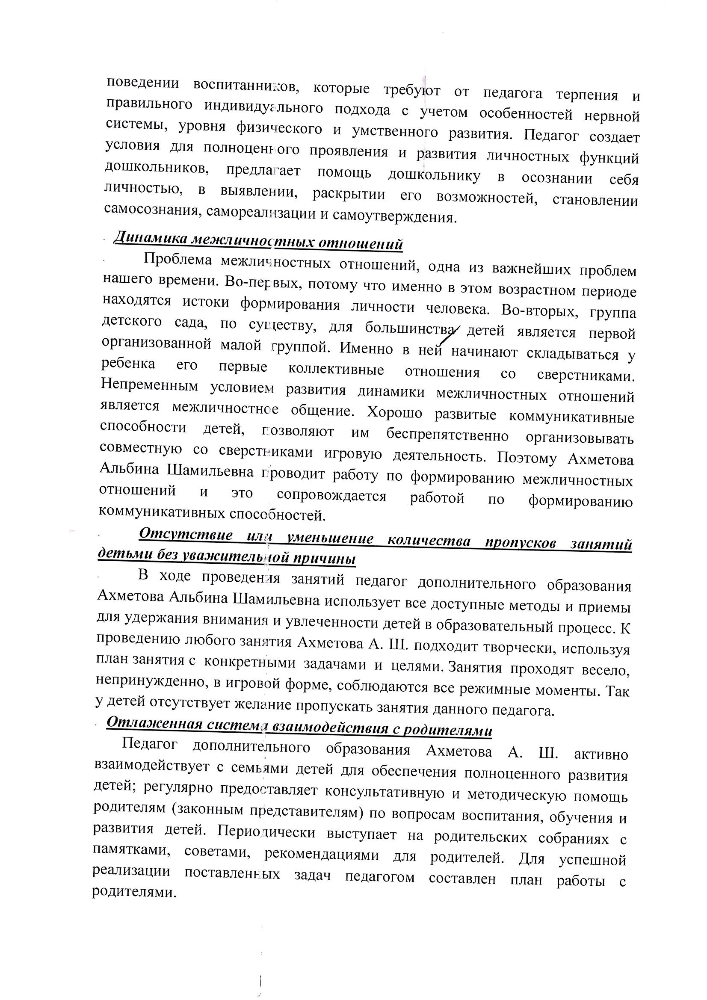 поведении воспитанников, которые требуют от педагога терпения и
правильного индивидуального подхода с учетом особенностей нервной
системы, уровня физического и умственного развития. Педагог создает
условия для полноценного проявления и развития личностных функций
дошкольников, предлагает помощь дошкольнику в осознании себя
личностью, в выявлении, раскрытии его возможностей, становлении
самосознания, самореализации и самоутверждения.
Динамика межличностных отношений
Проблема межличностных отношений, одна из важнейших проблем
нашего времени. Во-первых, потому что именно в этом возрастном периоде
находятся истоки формирования личности человека. Во-вторых, группа
детского сада, по существу, для большинства детей является первой
организованной малой группой. Именно в ней начинают складываться у
ребенка его первые коллективные отношения со сверстниками.
Непременным условием развития динамики межличностных отношений
является межличностное общение. Хорошо развитые коммуникативные
способности детей, позволяют им беспрепятственно организовывать
совместную со сверстниками игровую деятельность. Поэтому Ахметова
Альбина Шамильевна проводит работу по формированию межличностных
отношений и это сопровождается работой по формированию
коммуникативных способностей.
Отсутствие или уменьшение количества пропусков занятий
детьми без уважительной причины
В ходе проведения занятий педагог дополнительного образования
Ахметова Альбина Шамильевна использует все доступные методы и приемы
для удержания внимания и увлеченности детей в образовательный процесс. К
проведению любого занятия Ахметова А. Ш. подходит творчески, используя
план занятия с конкретными задачами и целями. Занятия проходят весело,
непринужденно, в игровой форме, соблюдаются все режимные моменты. Так
у детей отсутствует желание пропускать занятия данного педагога.
Отлаженная система взаимодействия с родителями
Педагог дополнительного образования Ахметова А. Ш. активно
взаимодействует с семьями детей для обеспечения полноценного развития
детей; регулярно предоставляет консультативную и методическую помощь
родителям (законным представителям) по вопросам воспитания, обучения и
развития детей. Периодически выступает на родительских собраниях с
памятками, советами, рекомендациями для родителей. Для успешной
реализации поставленных задач педагогом составлен план работы с
родителями.